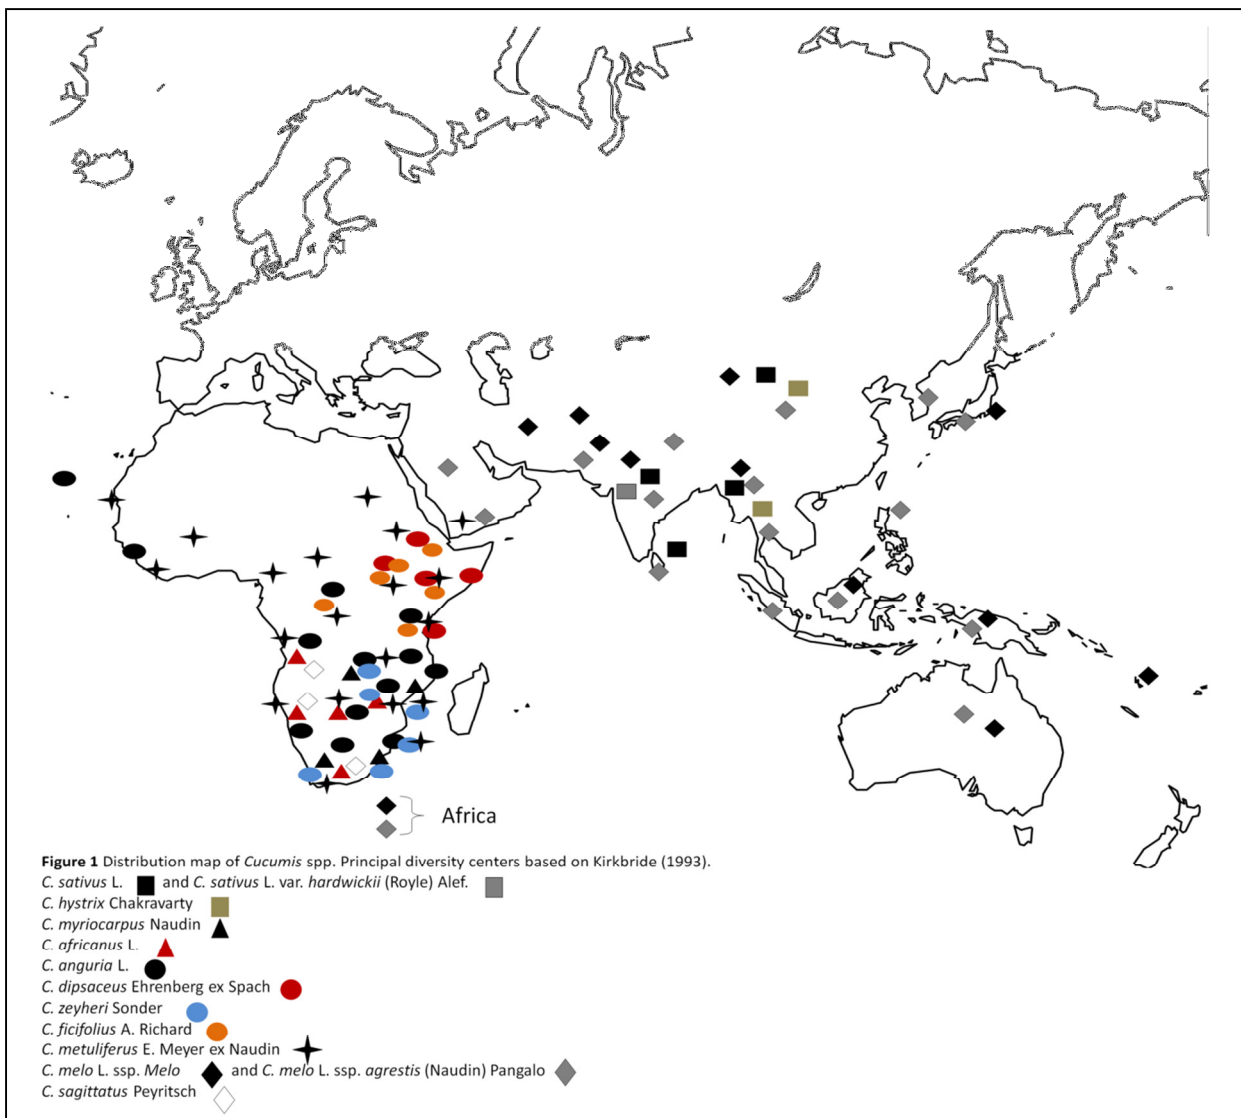 Africa
Figure 1 Distribution map of Cucumis spp. Principal diversity centers based on Kirkbride (1993).
C. sativus L. and C. sativus L. var. hardwickii (Royle) Alef.
C. hystrix Chakravarty
C. myriocarpus Naudin
C. africanus L.
C. anguria L.
C. dipsaceus Ehrenberg ex Spach
C. zeyheri Sonder
C. ficifolius A. Richard
C. metuliferus E. Meyer ex Naudin
C. melo L. ssp. Melo and C. melo L. ssp. agrestis (Naudin) Pangalo
C. sagittatus Peyritsch